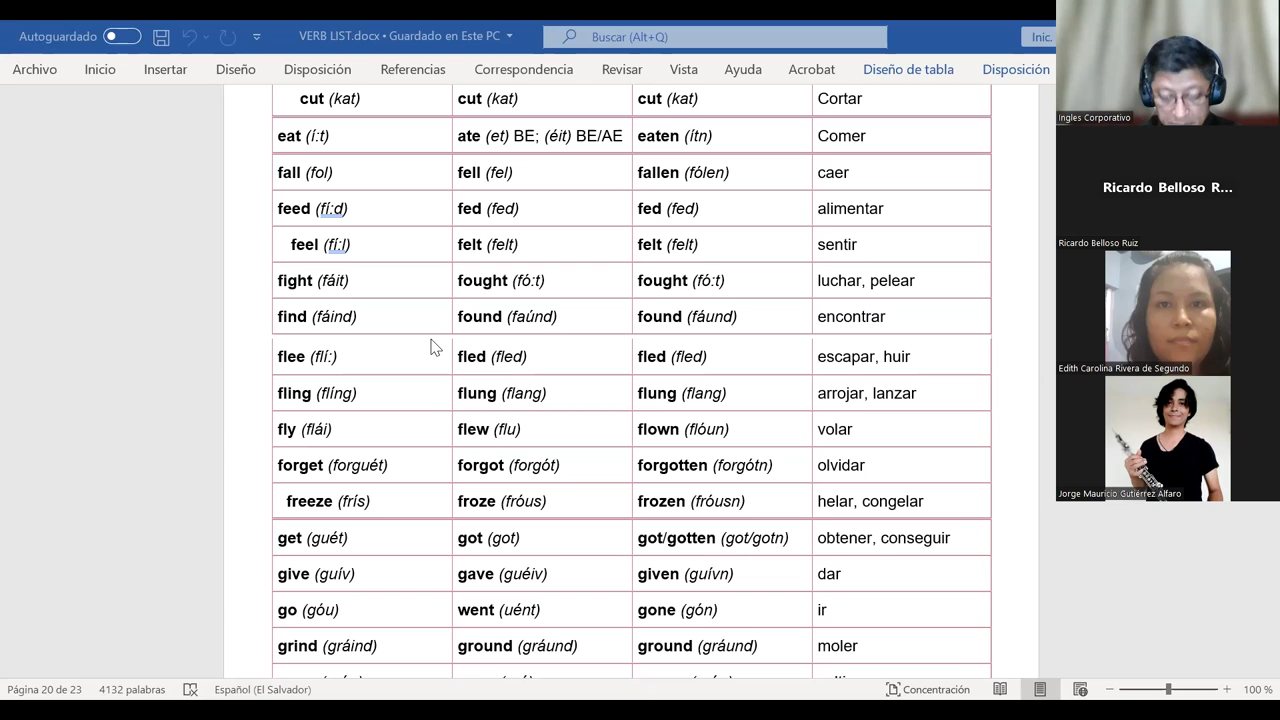 Autoguardado VERB LIST.docx • Guardado en Este PC Buscar (Alt+Q) Inic.
Archivo Inicio Insertar Diseño Disposición Referencias Correspondencia Revisar Vista Ayuda Acrobat Diseño de tabla Disposición
cut (kat) cut (kat) cut (kat) Cortar
eat (í:t) ate (et) BE; (éit) BE/AE eaten (ítn) Comer
fall (fol) fell (fel) fallen (fólen) caer
feed (fí:d) fed (fed) fed (fed) alimentar
feel (fí:l) felt (felt) felt (felt) sentir
fight (fáit) fought (fó:t) fought (fó:t) luchar, pelear
find (fáind) found (faúnd) found (fáund) encontrar
flee (flí:) fled (fled) fled (fled) escapar, huir
fling (flíng) flung (flang) flung (flang) arrojar, lanzar
fly (flái) flew (flu) flown (flóun) volar
forget (forguét) forgot (forgót) forgotten (forgótn) olvidar
freeze (frís) froze (fróus) frozen (fróusn) helar, congelar
get (guét) got (got) got/gotten (got/gotn) obtener, conseguir
give (guív) gave (guéiv) given (guívn) dar
go (góu) went (uént) gone (gón) ir
grind (gráind) ground (gráund) ground (gráund) moler
Página 20 de 23 4132 palabras Español (El Salvador) Concentración 100 %
Ingles Corporativo
Ricardo Belloso R...
Ricardo Belloso Ruiz
Edith Carolina Rivera de Segundo
Jorge Mauricio Gutiérrez Alfaro